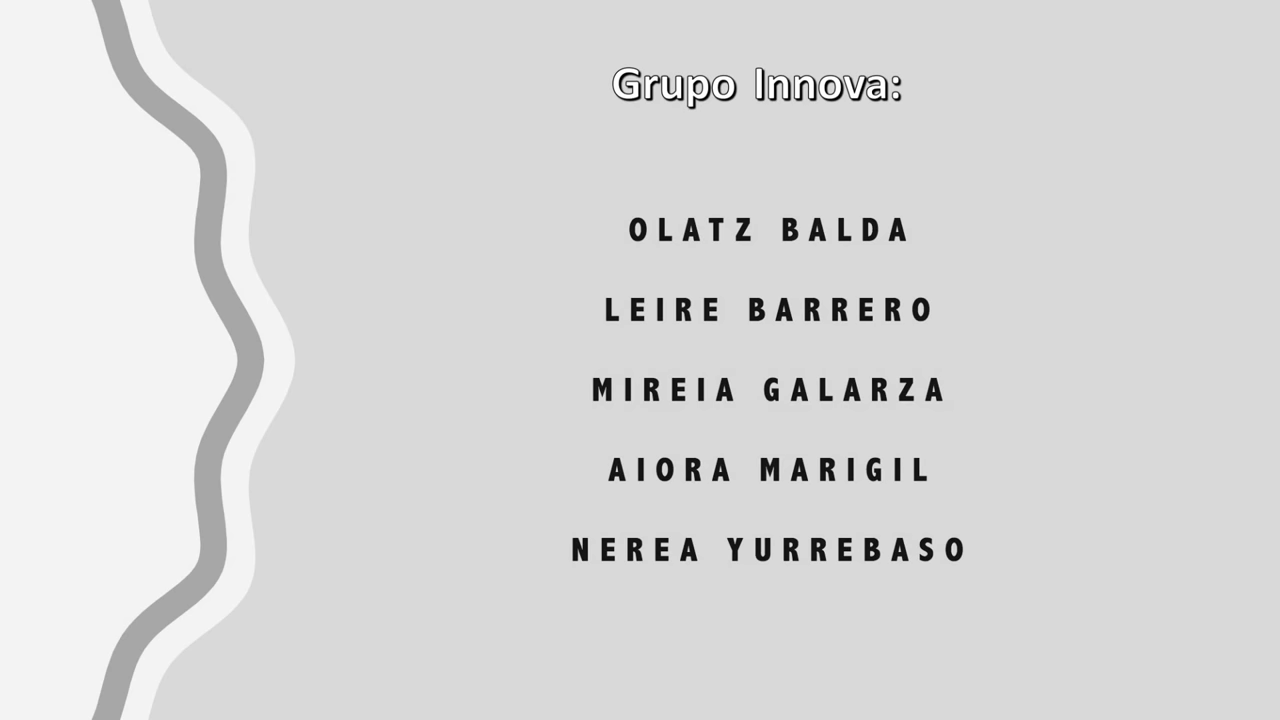 Grupo Innova:
OLATZ BALDA
LEIRE BARRERO
MIREIA GALARZA
AIORA MARIGIL
NEREA YURREBASO